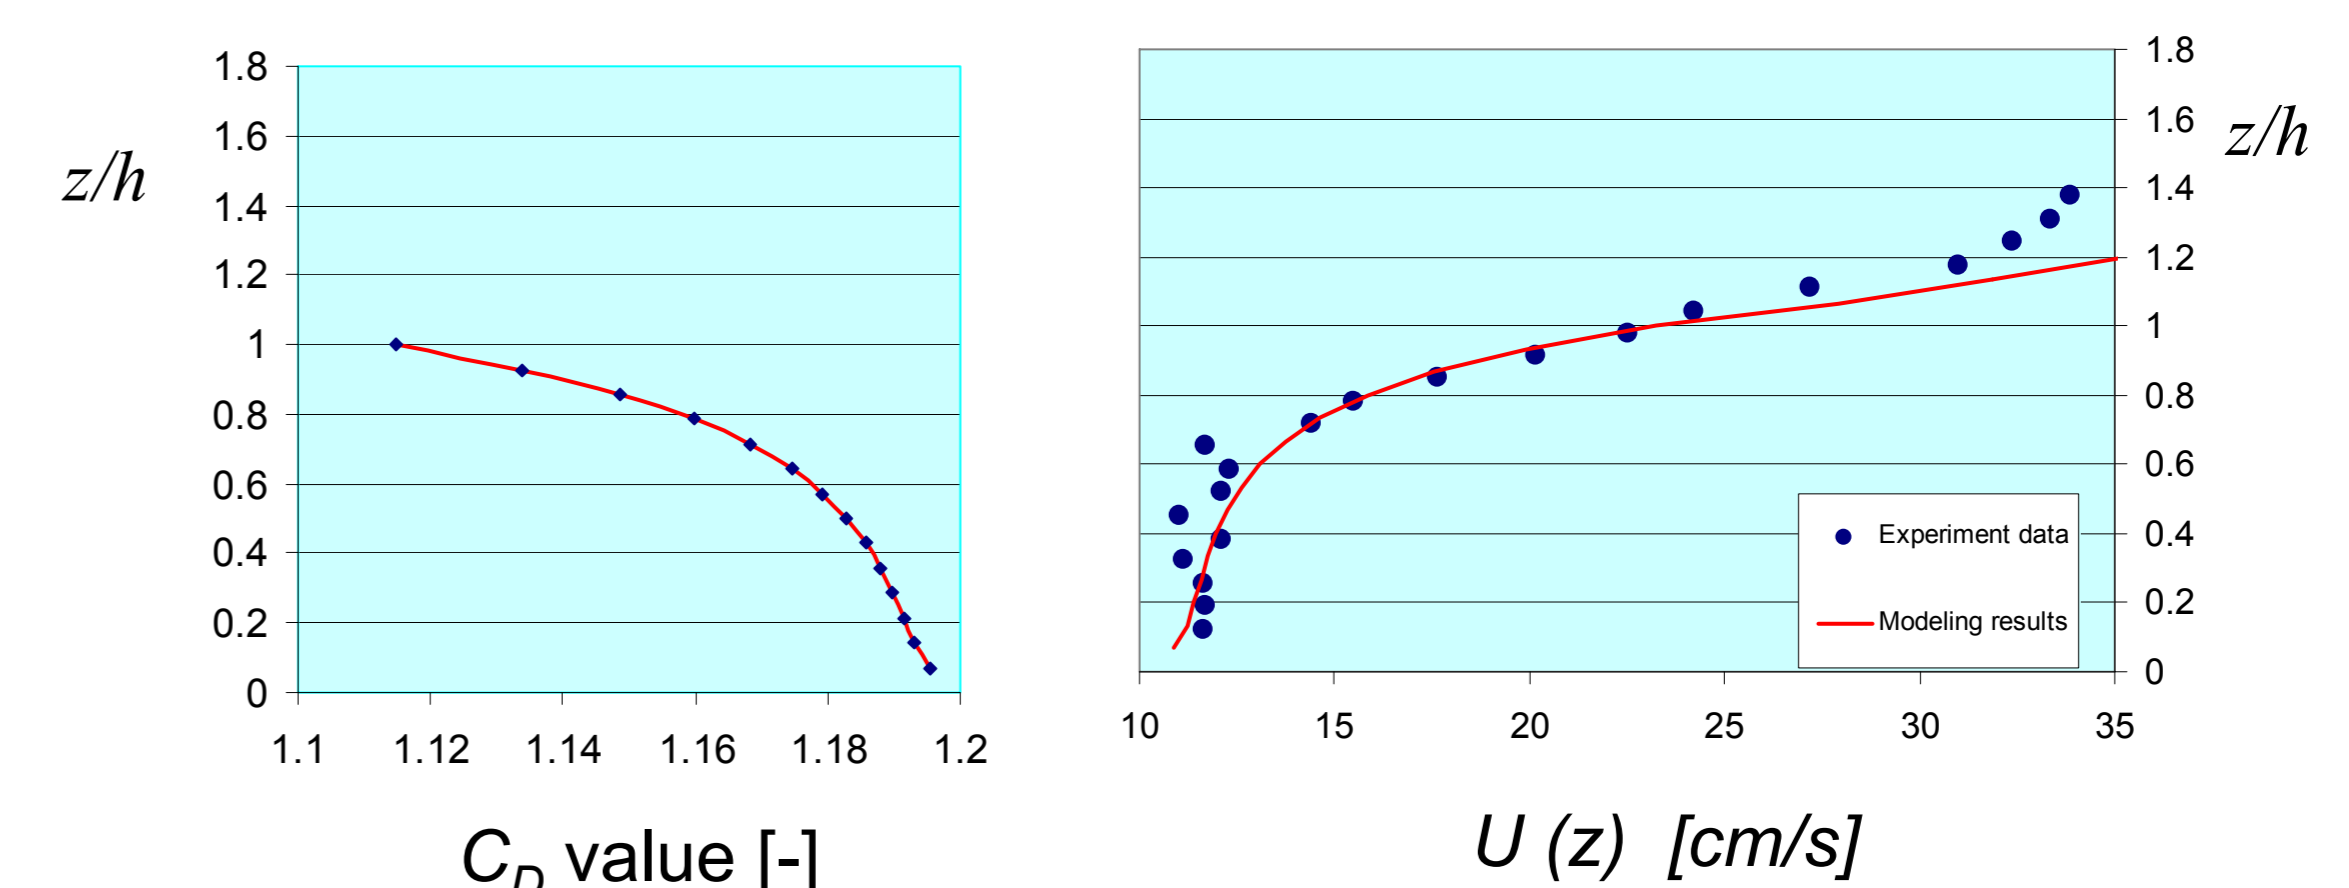 1.8
1.6
1.4
1.2
1
0.8
0.6
0.4
0.2
0
z/h
1.1 1.12 1.14 1.16 1.18 1.2
C_D value [-]
1.8
1.6
1.4
1.2
1
0.8
0.6
0.4
0.2
0
z/h
Experiment data
Modeling results
10 15 20 25 30 35
U (z) [cm/s]